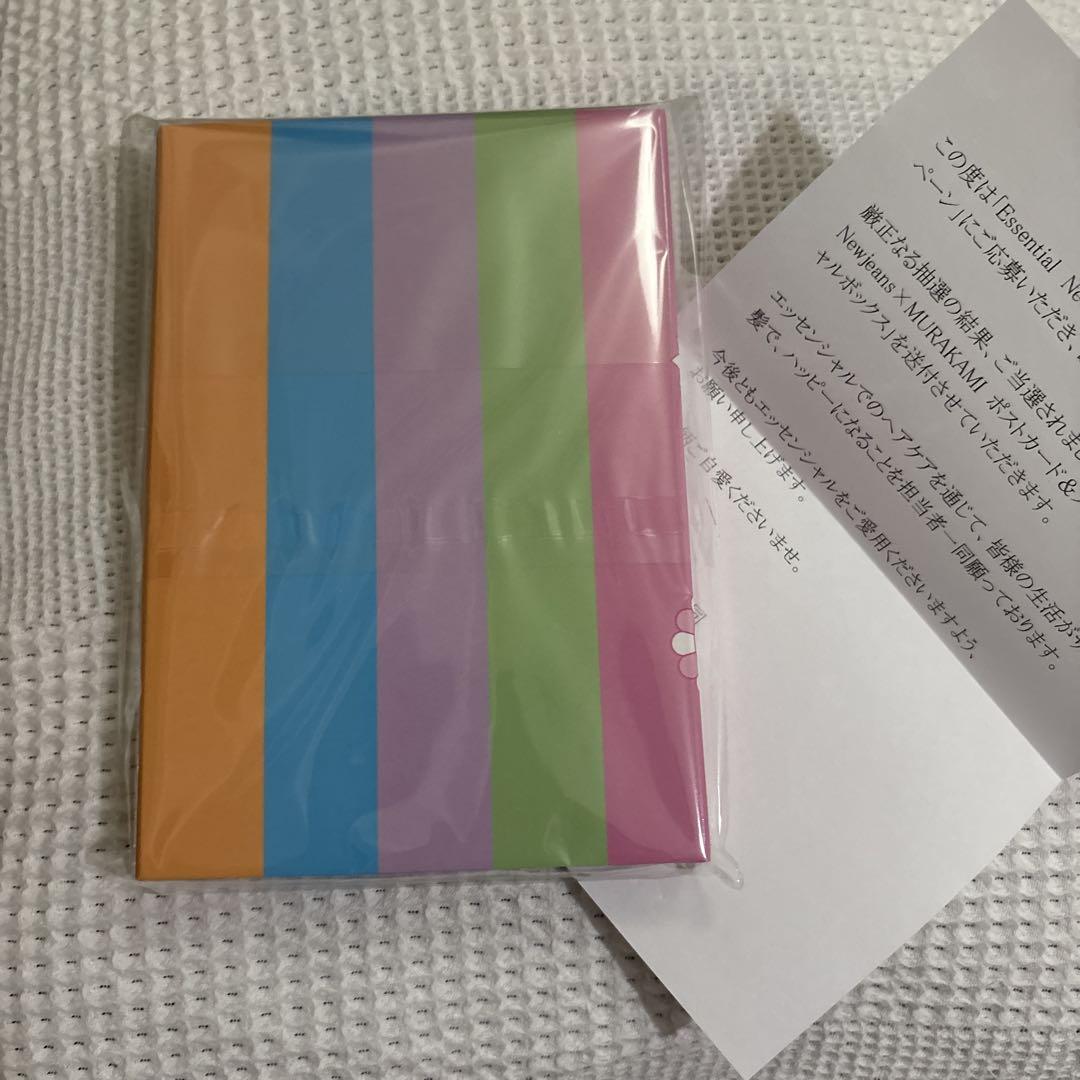 この度は「Essential Ne
ペーン」にご応募いただき、
厳正なる抽選の結果、ご当選されまし
Newjeans×MURAKAMI ポストカード&
ャルボックス」を送付させていただきます。
エッセンシャルでのヘアケアを通じて、皆様の生活が
髪で、ハッピーになることを担当者一同願っております。
今後ともエッセンシャルをご愛用くださいますよう、
お願い申し上げます。
ご自愛くださいませ。
同